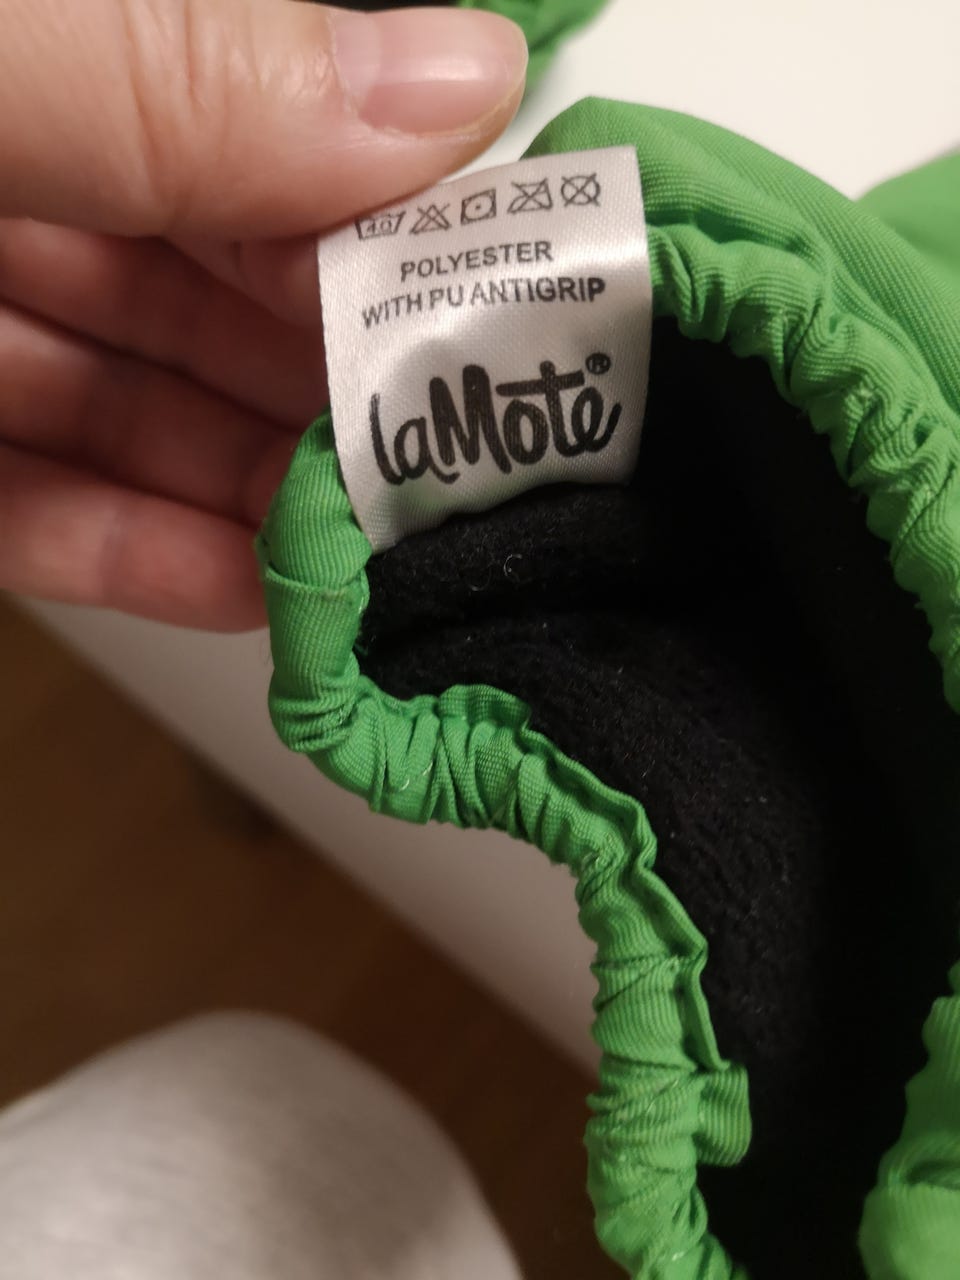 40
POLYESTER
WITH PU ANTIGRIP
laMote®